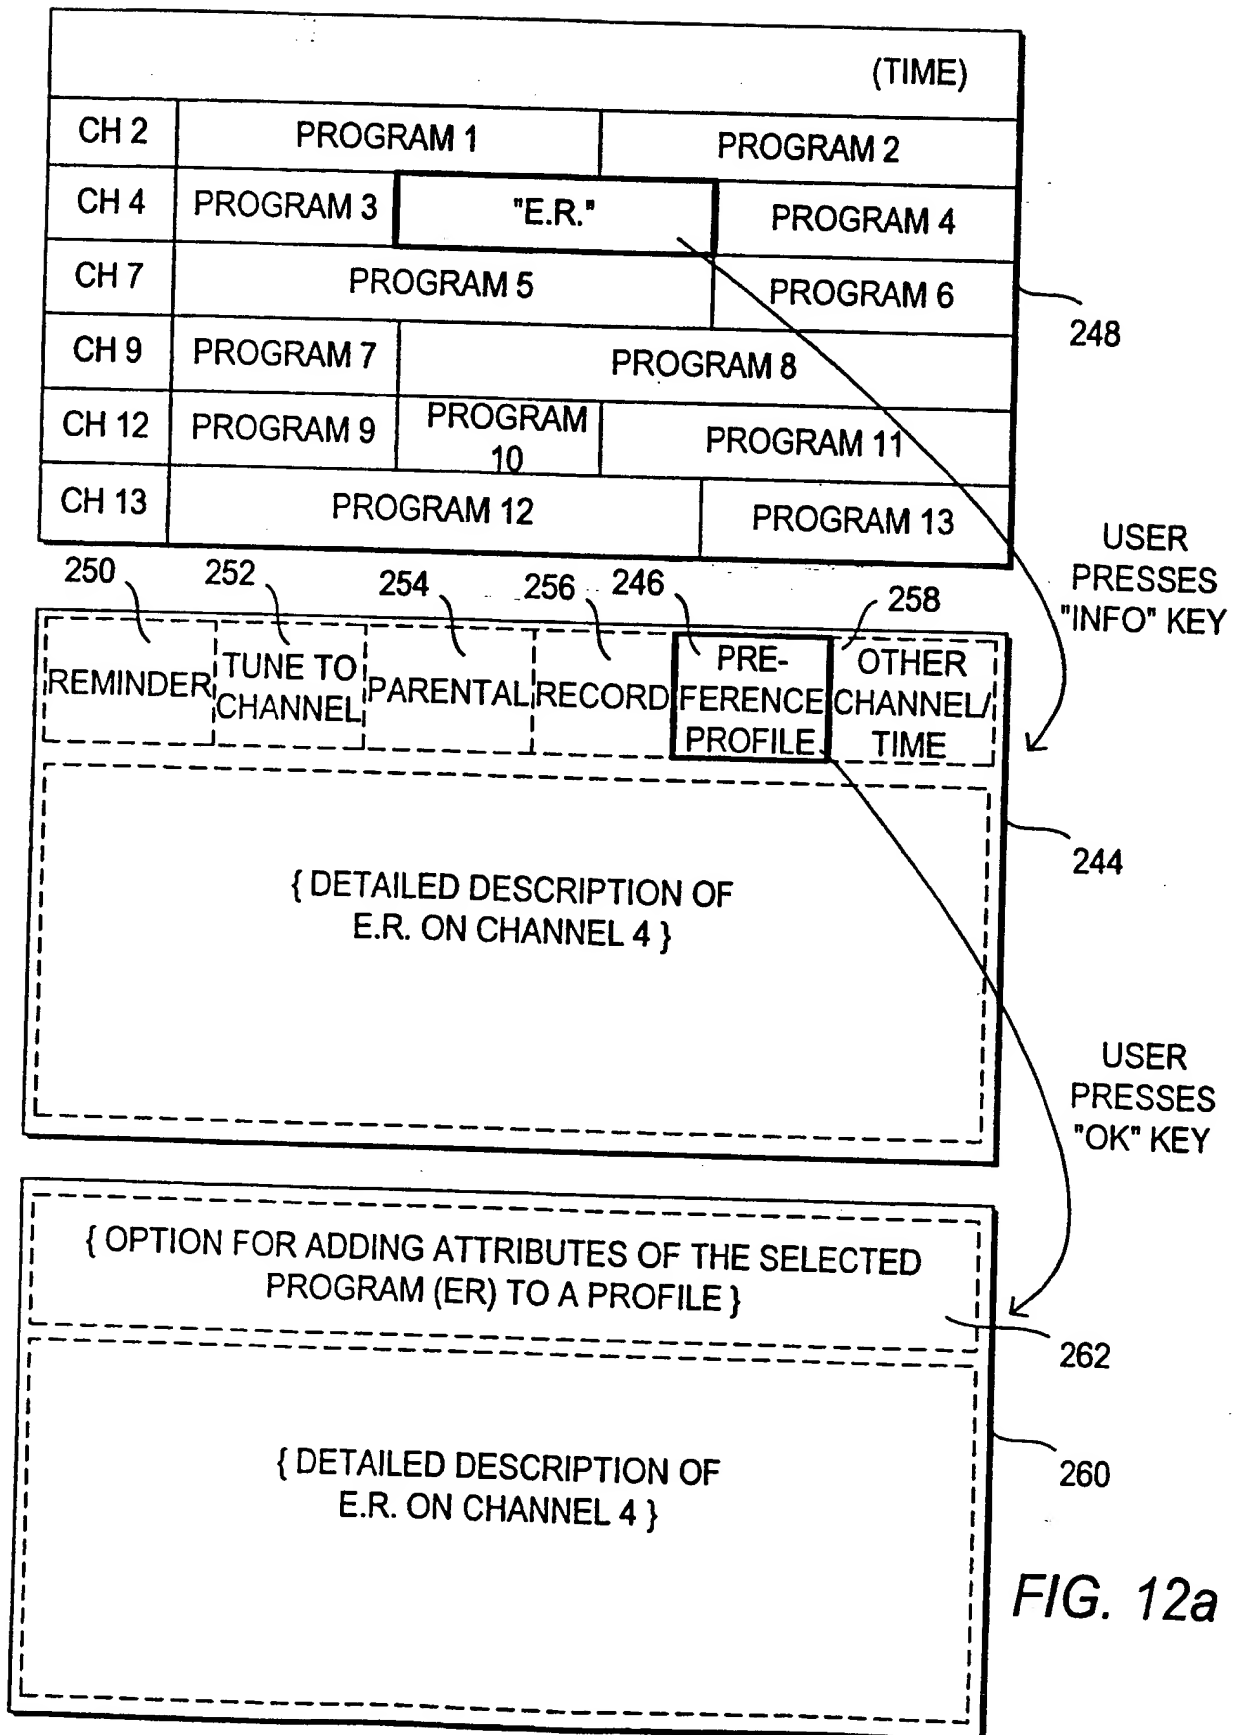 (TIME)
CH 2 PROGRAM 1 PROGRAM 2
CH 4 PROGRAM 3 "E.R." PROGRAM 4
CH 7 PROGRAM 5 PROGRAM 6
248
CH 9 PROGRAM 7 PROGRAM 8
CH 12 PROGRAM 9 PROGRAM
10 PROGRAM 11
CH 13 PROGRAM 12 PROGRAM 13
USER
PRESSES
"INFO" KEY
250 252 254 256 246 258
REMINDER
TUNE TO
CHANNEL
PARENTAL
RECORD
PRE-
FERENCE
PROFILE
OTHER
CHANNEL/
TIME
244
{ DETAILED DESCRIPTION OF
E.R. ON CHANNEL 4 }
USER
PRESSES
"OK" KEY
{ OPTION FOR ADDING ATTRIBUTES OF THE SELECTED
PROGRAM (ER) TO A PROFILE }
262
260
{ DETAILED DESCRIPTION OF
E.R. ON CHANNEL 4 }
FIG. 12a